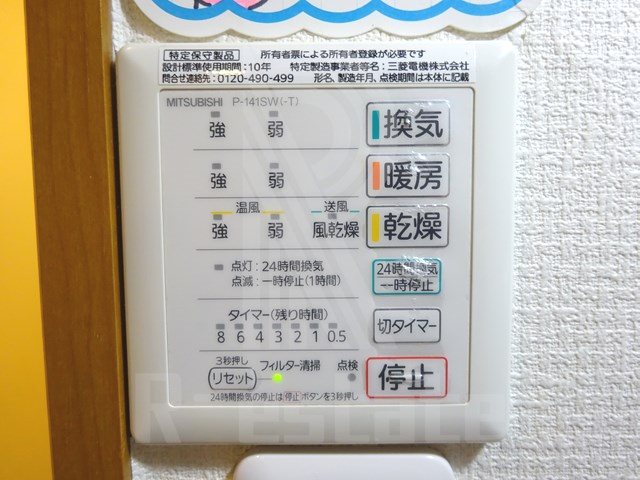 特定保守製品 所有者票による所有者登録が必要です
設計標準使用期間:10年 特定製造事業者等名:三菱電機株式会社
問合せ連絡先:0120-490-499 形名、製造年月、点検期間は本体に記載
MITSUBISHI P-141SW(-T)
強 弱 換気
強 弱 暖房
温風 送風
強 弱 風乾燥 乾燥
点灯:24時間換気
点滅:一時停止(1時間)
24時間換気
一時停止
タイマー(残り時間)
8 6 4 3 2 1 0.5
切タイマー
3秒押し
リセット フィルター清掃 点検
停止
24時間換気の停止は停止ボタンを3秒押し